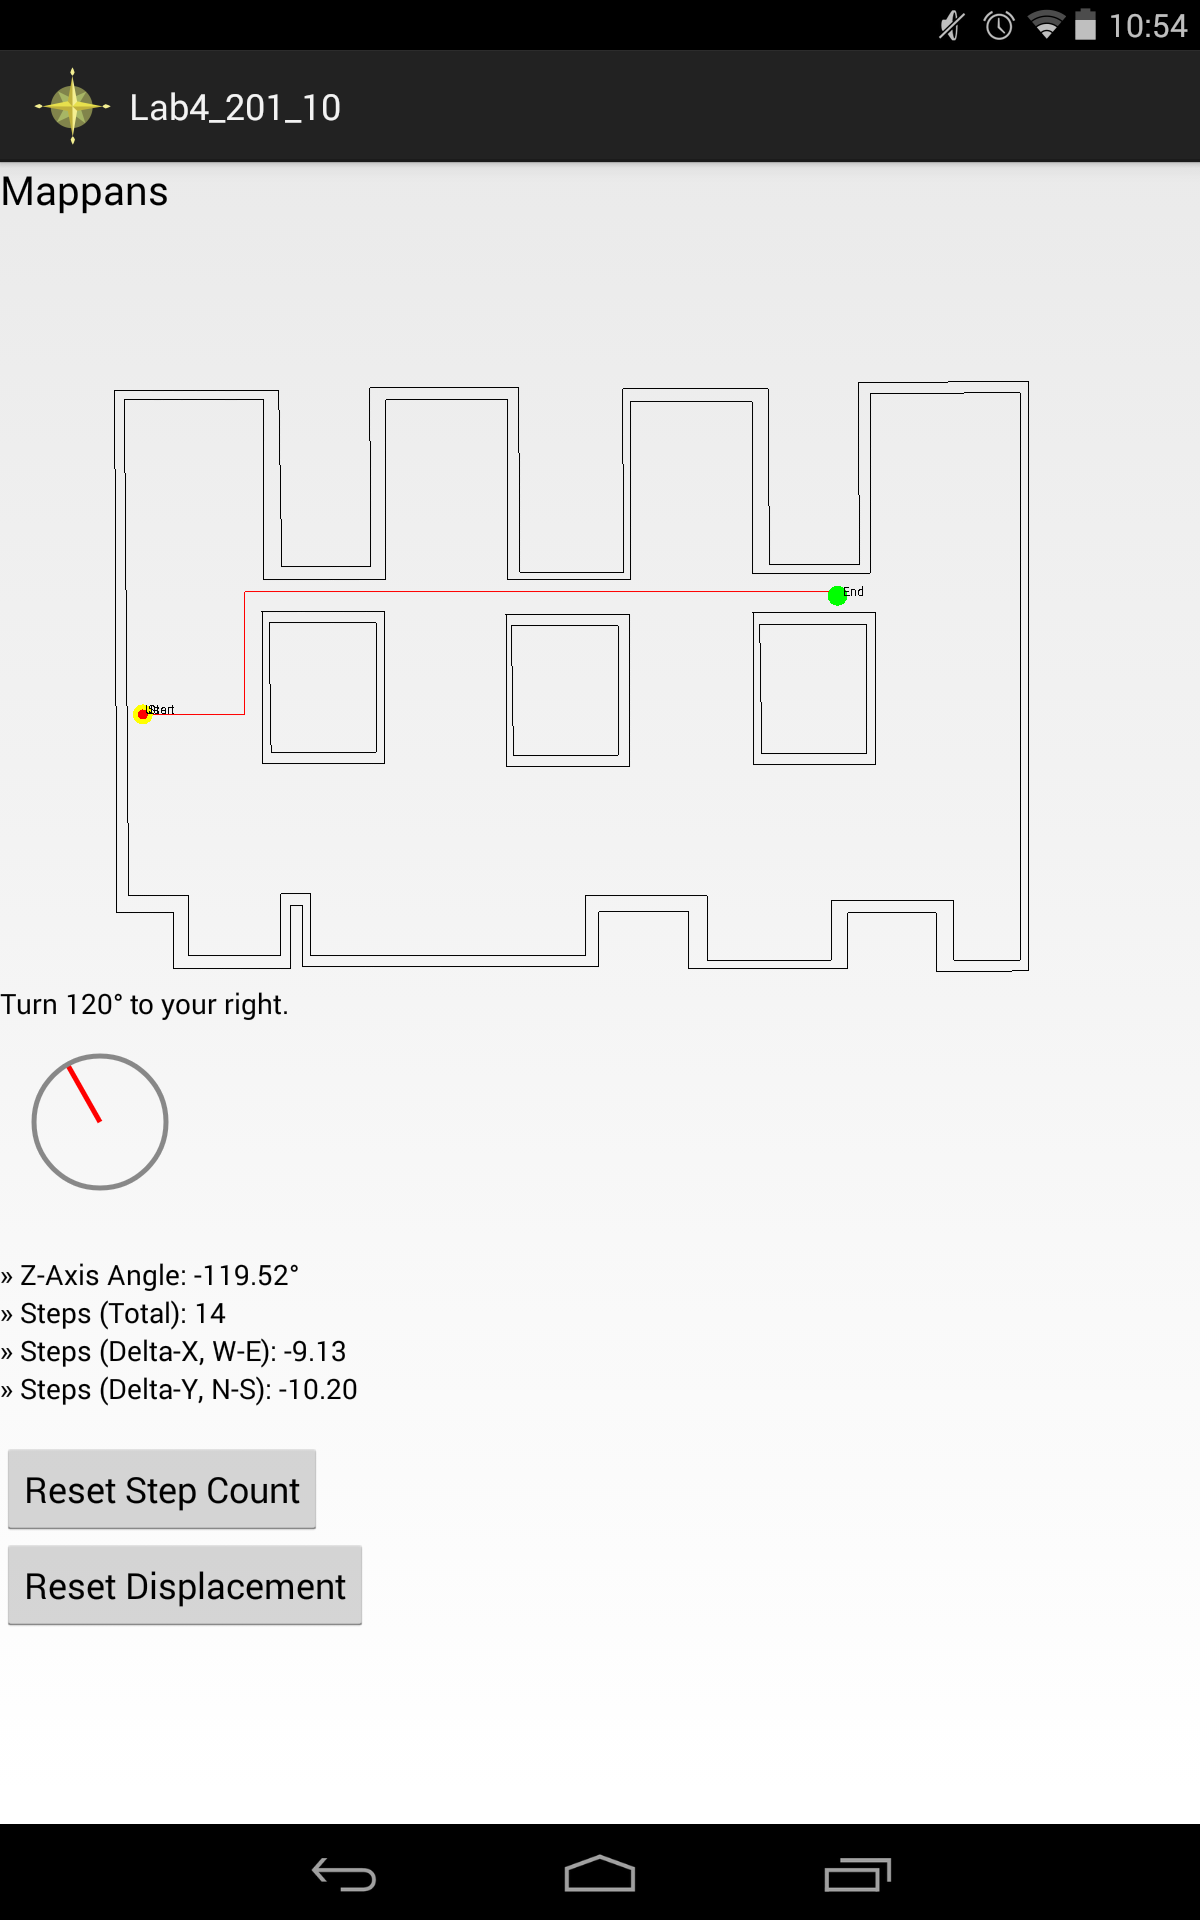 10:54
Lab4_201_10
Mappans
End
Start
Turn 120° to your right.
» Z-Axis Angle: -119.52°
» Steps (Total): 14
» Steps (Delta-X, W-E): -9.13
» Steps (Delta-Y, N-S): -10.20
Reset Step Count
Reset Displacement